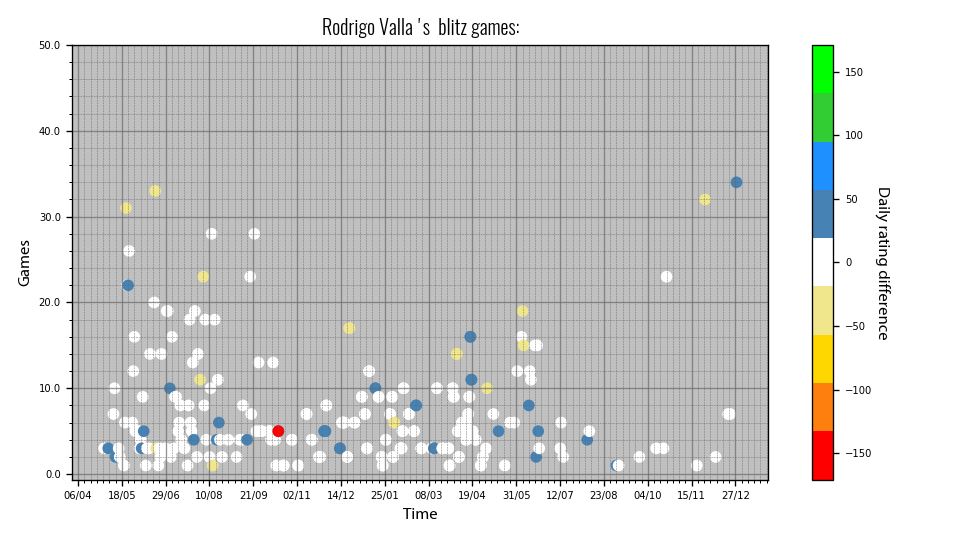 Rodrigo Valla 's blitz games:
50.0
40.0
30.0
20.0
10.0
0.0
Games
06/04 18/05 29/06 10/08 21/09 02/11 14/12 25/01 08/03 19/04 31/05 12/07 23/08 04/10 15/11 27/12
Time
150
100
50
0
−50
−100
−150
Daily rating difference